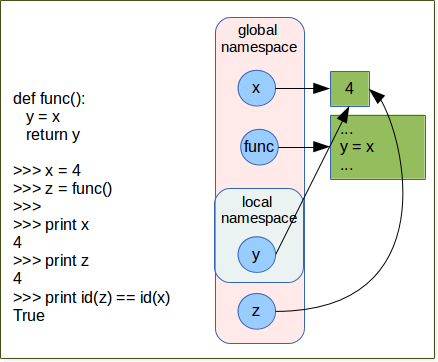 def func():
y = x
return y
>>> x = 4
>>> z = func()
>>>
>>> print x
4
>>> print z
4
>>> print id(z) == id(x)
True
global
namespace
x
4
func
...
y = x
...
local
namespace
y
z